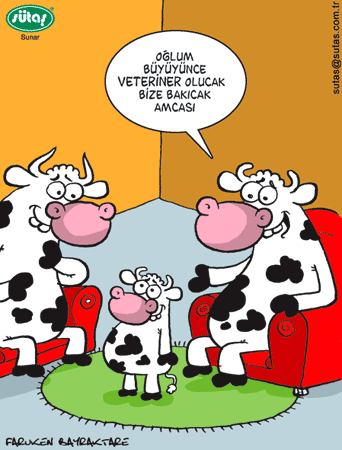 sütaş
Sunar
sutas@sutas.com.tr
OĞLUM
BÜYÜYÜNCE
VETERİNER OLUCAK
BİZE BAKICAK
AMCASI
FARUKEN BAYRAKTARE